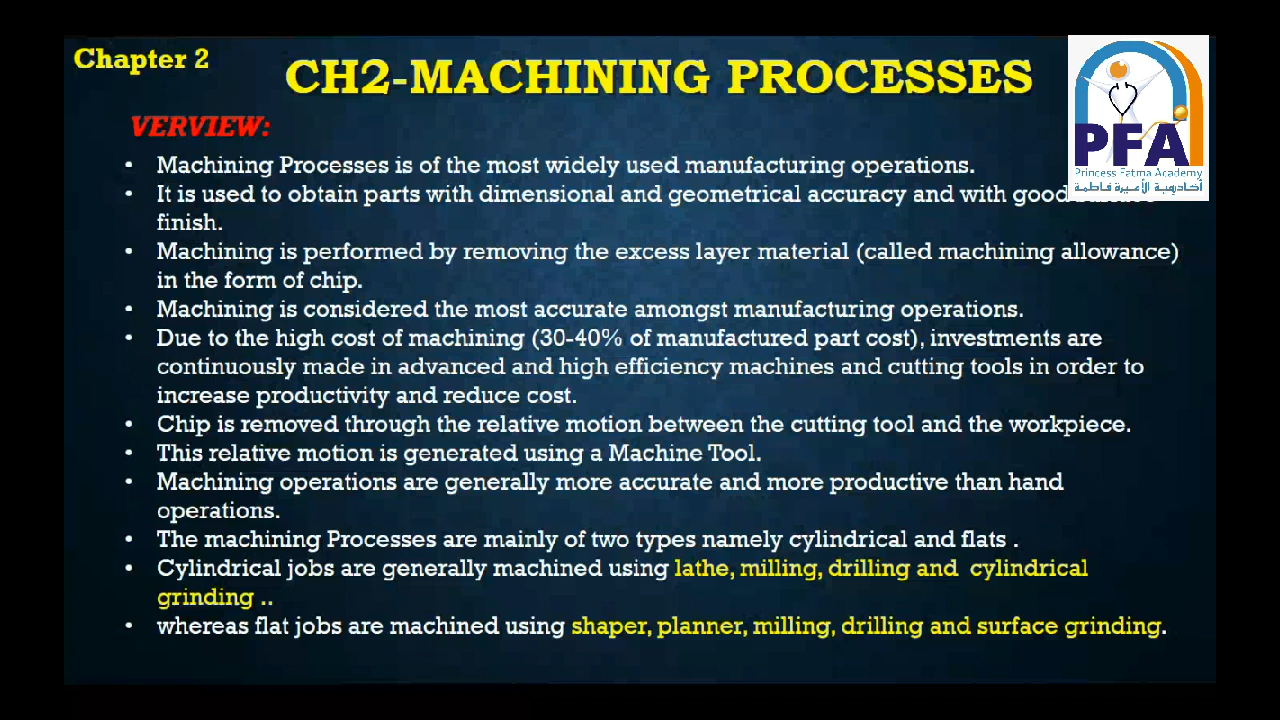 Chapter 2
CH2-MACHINING PROCESSES
VERVIEW:
PFA
Princess Fatma Academy
أكاديمية الأميرة فاطمة
• Machining Processes is of the most widely used manufacturing operations.
• It is used to obtain parts with dimensional and geometrical accuracy and with good
finish.
• Machining is performed by removing the excess layer material (called machining allowance)
in the form of chip.
• Machining is considered the most accurate amongst manufacturing operations.
• Due to the high cost of machining (30-40% of manufactured part cost), investments are
continuously made in advanced and high efficiency machines and cutting tools in order to
increase productivity and reduce cost.
• Chip is removed through the relative motion between the cutting tool and the workpiece.
• This relative motion is generated using a Machine Tool.
• Machining operations are generally more accurate and more productive than hand
operations.
• The machining Processes are mainly of two types namely cylindrical and flats .
• Cylindrical jobs are generally machined using lathe, milling, drilling and cylindrical
grinding ..
• whereas flat jobs are machined using shaper, planner, milling, drilling and surface grinding.